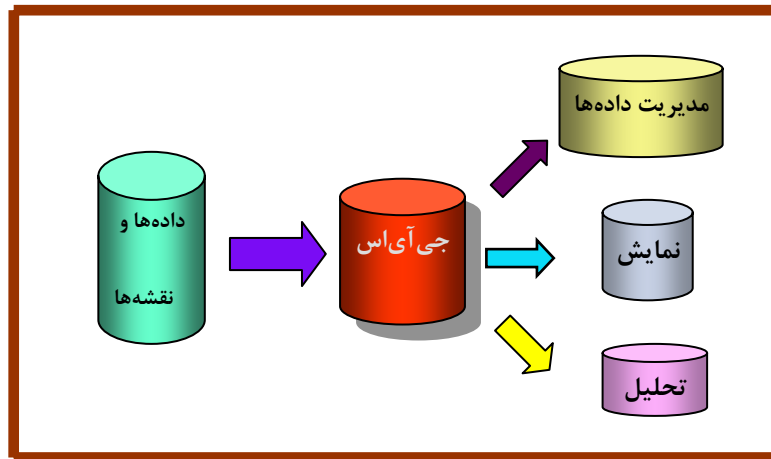 داده‌ها و
نقشه‌ها
جی‌آی‌اس
مدیریت داده‌ها
نمایش
تحلیل